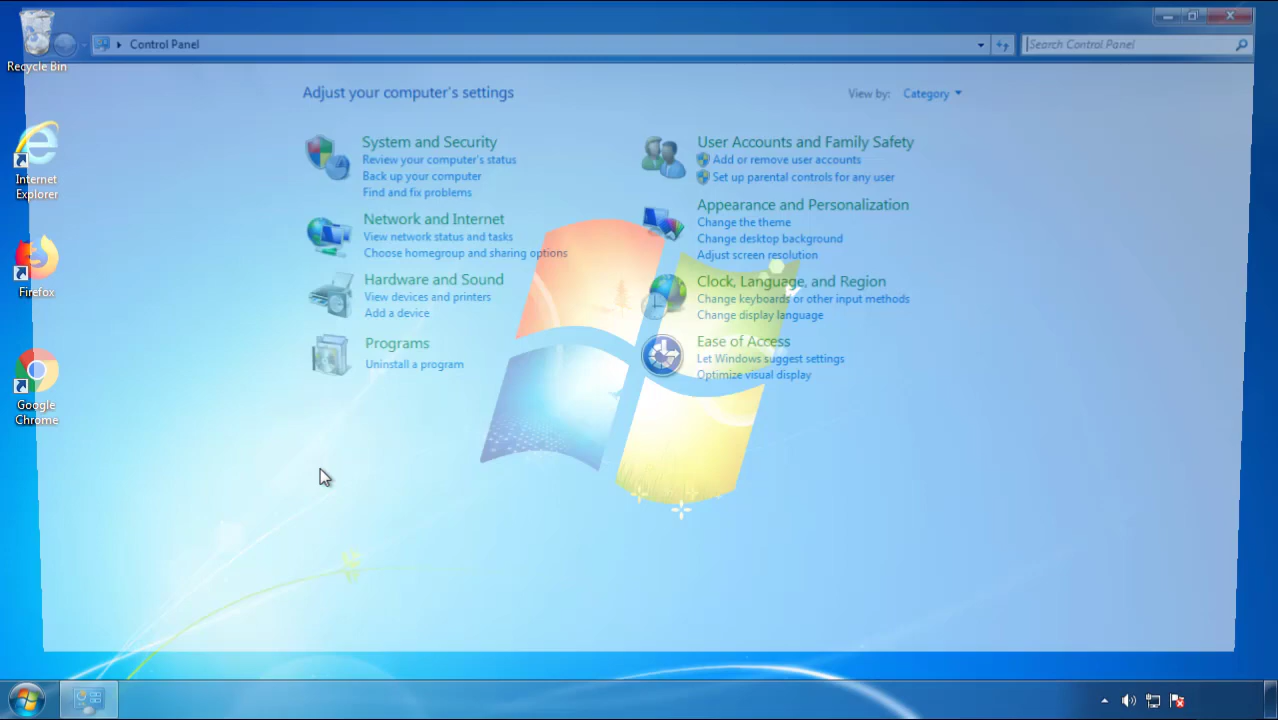 Recycle Bin
Internet
Explorer
Firefox
Google
Chrome
Control Panel
Search Control Panel
Adjust your computer's settings
View by: Category
System and Security
Review your computer's status
Back up your computer
Find and fix problems
Network and Internet
View network status and tasks
Choose homegroup and sharing options
Hardware and Sound
View devices and printers
Add a device
Programs
Uninstall a program
User Accounts and Family Safety
Add or remove user accounts
Set up parental controls for any user
Appearance and Personalization
Change the theme
Change desktop background
Adjust screen resolution
Clock, Language, and Region
Change keyboards or other input methods
Change display language
Ease of Access
Let Windows suggest settings
Optimize visual display